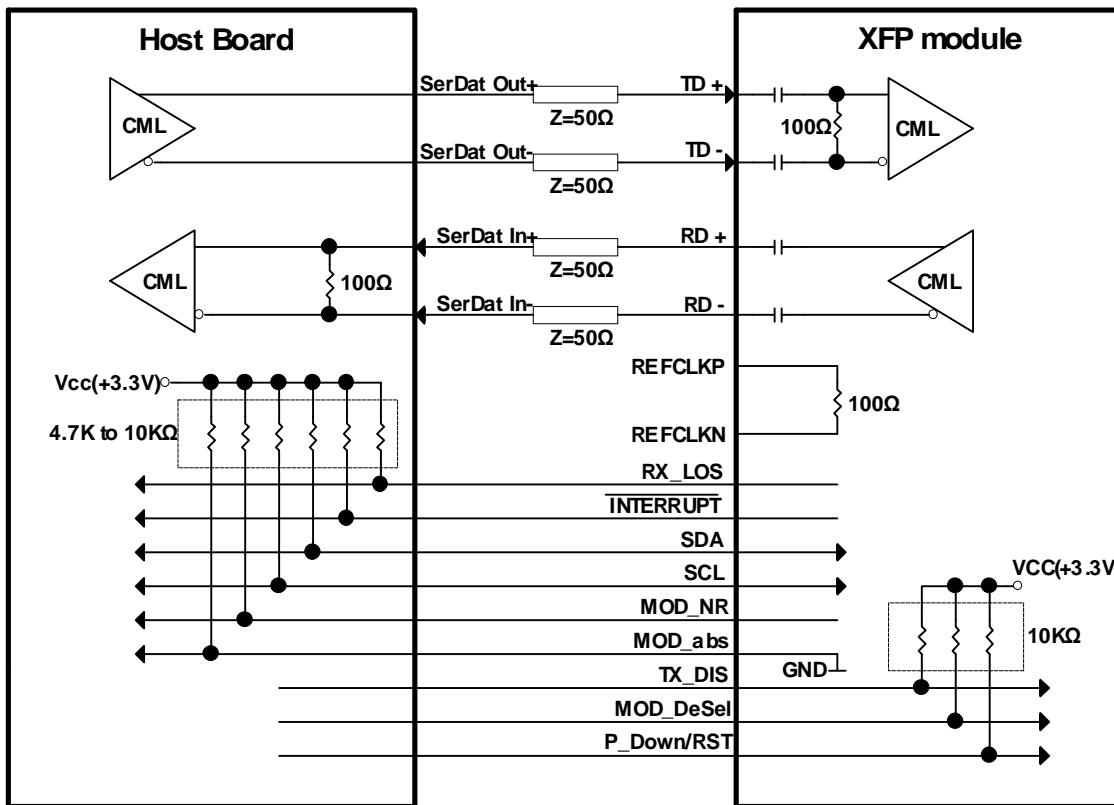 Host Board
XFP module
SerDat Out+
TD +
CML
Z=50Ω
100Ω
CML
SerDat Out-
TD -
Z=50Ω
SerDat In+
RD +
CML
100Ω
Z=50Ω
CML
SerDat In-
RD -
Z=50Ω
Vcc(+3.3V)
REFCLKP
100Ω
4.7K to 10KΩ
REFCLKN
RX_LOS
INTERRUPT
SDA
SCL
VCC(+3.3V
MOD_NR
10KΩ
MOD_abs
GND
TX_DIS
MOD_DeSel
P_Down/RST